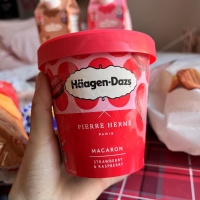 Häagen-Dazs
PIERRE HERMÉ
PARIS
MACARON
STRAWBERRY
& RASPBERRY